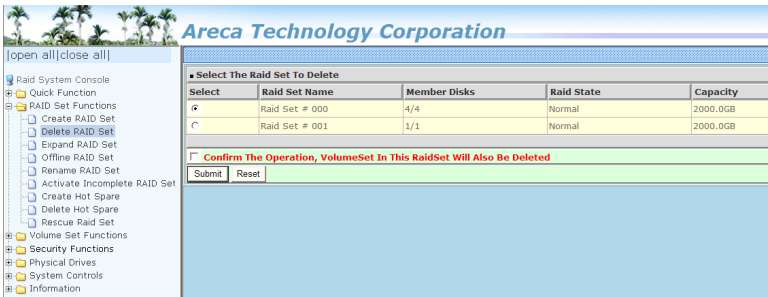 Areca Technology Corporation
|open all|close all|
Raid System Console
Quick Function
RAID Set Functions
Create RAID Set
Delete RAID Set
Expand RAID Set
Offline RAID Set
Rename RAID Set
Activate Incomplete RAID Set
Create Hot Spare
Delete Hot Spare
Rescue Raid Set
Volume Set Functions
Security Functions
Physical Drives
System Controls
Information
Select The Raid Set To Delete
Select Raid Set Name Member Disks Raid State Capacity
Raid Set # 000 4/4 Normal 2000.0GB
Raid Set # 001 1/1 Normal 2000.0GB
Confirm The Operation, VolumeSet In This RaidSet Will Also Be Deleted
Submit Reset